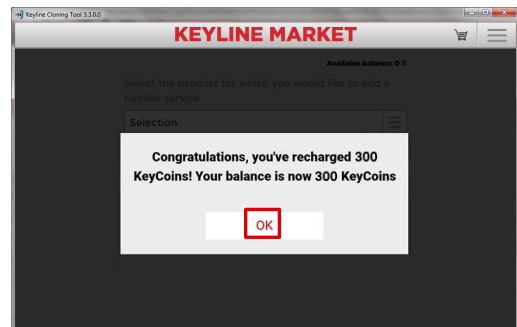 Keyline Cloning Tool 3.3.0.0
KEYLINE MARKET
Available balance: 0
Select the product for which you would like to add a
Keyline service
Selection
Congratulations, you've recharged 300
KeyCoins! Your balance is now 300 KeyCoins
OK